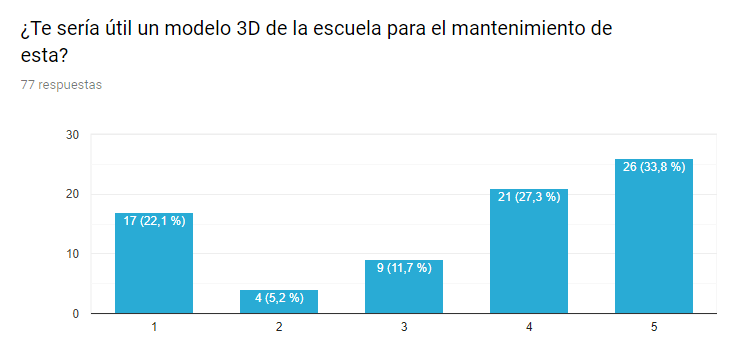 ¿Te sería útil un modelo 3D de la escuela para el mantenimiento de
esta?
77 respuestas
30
20
10
0
17 (22,1 %)
4 (5,2 %)
9 (11,7 %)
21 (27,3 %)
26 (33,8 %)
1
2
3
4
5